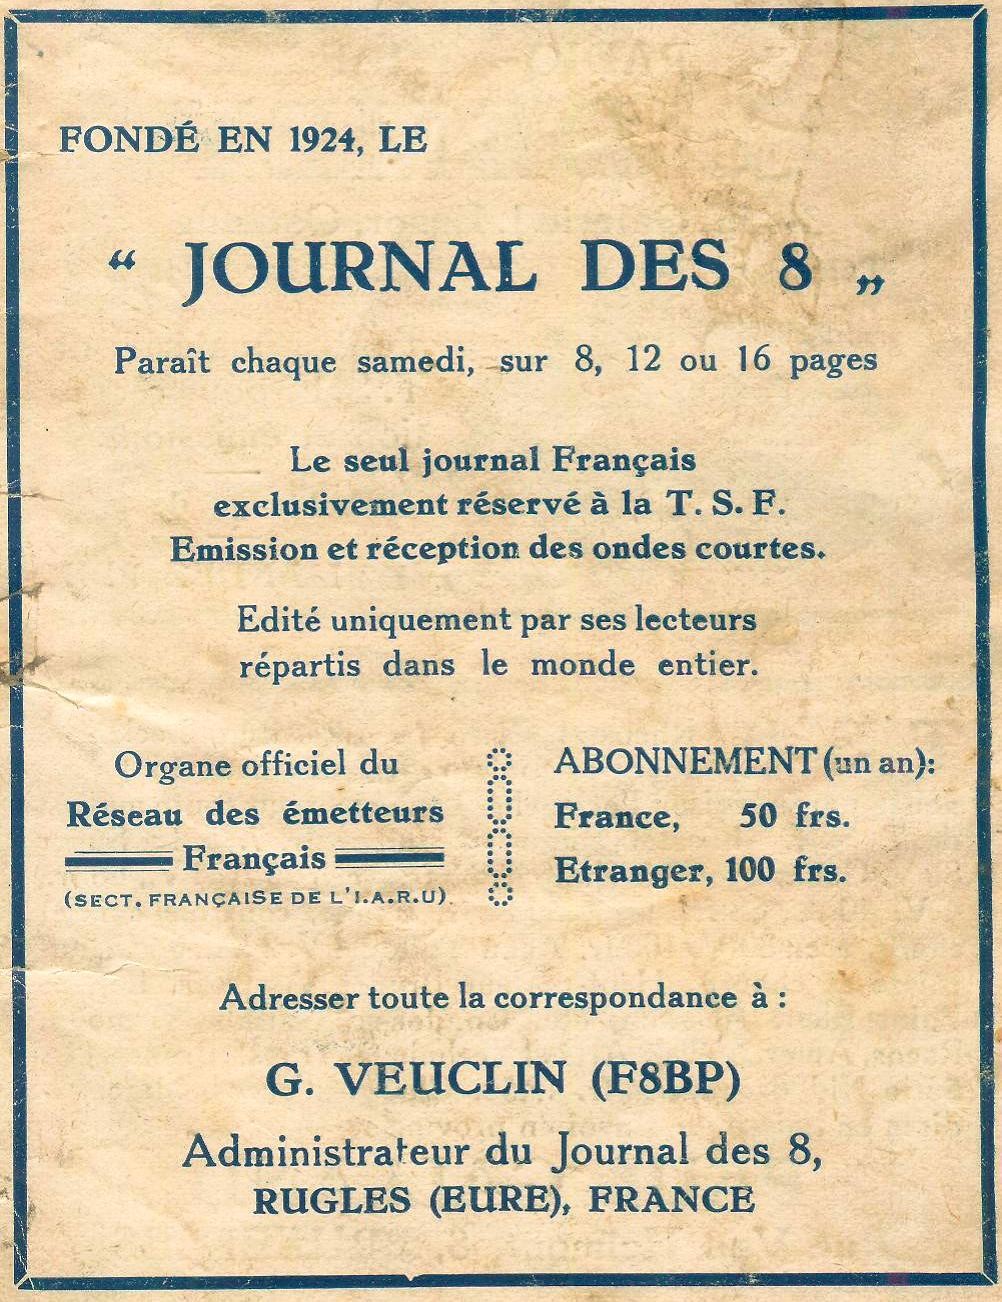 FONDÉ EN 1924, LE
“ JOURNAL DES 8 „
Paraît chaque samedi, sur 8, 12 ou 16 pages
Le seul journal Français
exclusivement réservé à la T. S. F.
Emission et réception des ondes courtes.
Edité uniquement par ses lecteurs
répartis dans le monde entier.
Organe officiel du
Réseau des émetteurs
Français
(SECT. FRANÇAISE DE L'I.A.R.U)
ABONNEMENT (un an):
France, 50 frs.
Etranger, 100 frs.
Adresser toute la correspondance à :
G. VEUCLIN (F8BP)
Administrateur du Journal des 8,
RUGLES (EURE), FRANCE